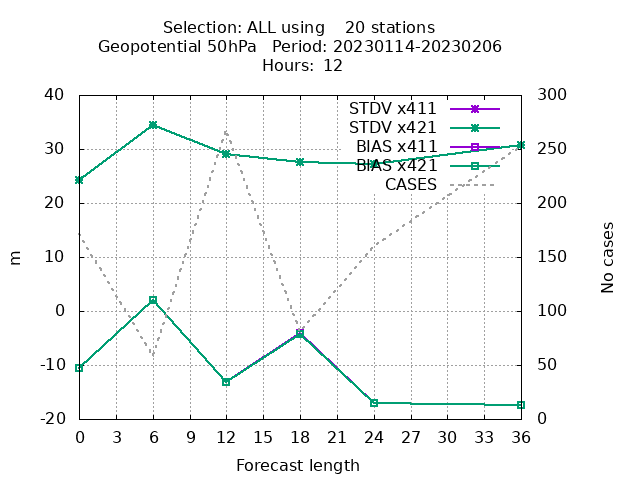 Selection: ALL using    20 stations
Geopotential 50hPa   Period: 20230114-20230206
Hours: 12
40
30
20
10
0
-10
-20
m
300
250
200
150
100
50
0
No cases
STDV x411
STDV x421
BIAS x411
BIAS x421
CASES
0 3 6 9 12 15 18 21 24 27 30 33 36
Forecast length